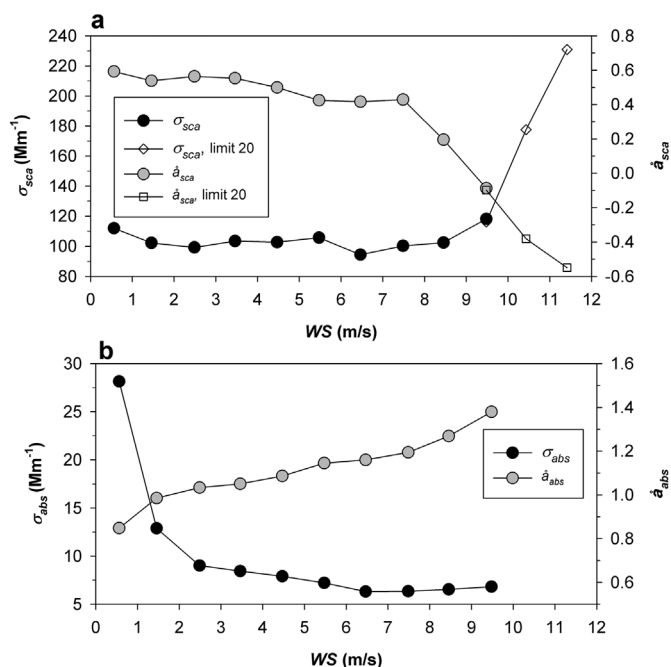 a
240
220
200
180
160
140
120
100
80
σsca (Mm-1)
0.8
0.6
0.4
0.2
0.0
-0.2
-0.4
-0.6
åsca
σsca
σsca, limit 20
åsca
åsca, limit 20
0 1 2 3 4 5 6 7 8 9 10 11 12
WS (m/s)
b
30
25
20
15
10
5
σabs (Mm-1)
1.6
1.4
1.2
1.0
0.8
0.6
åabs
σabs
åabs
0 1 2 3 4 5 6 7 8 9 10 11 12
WS (m/s)